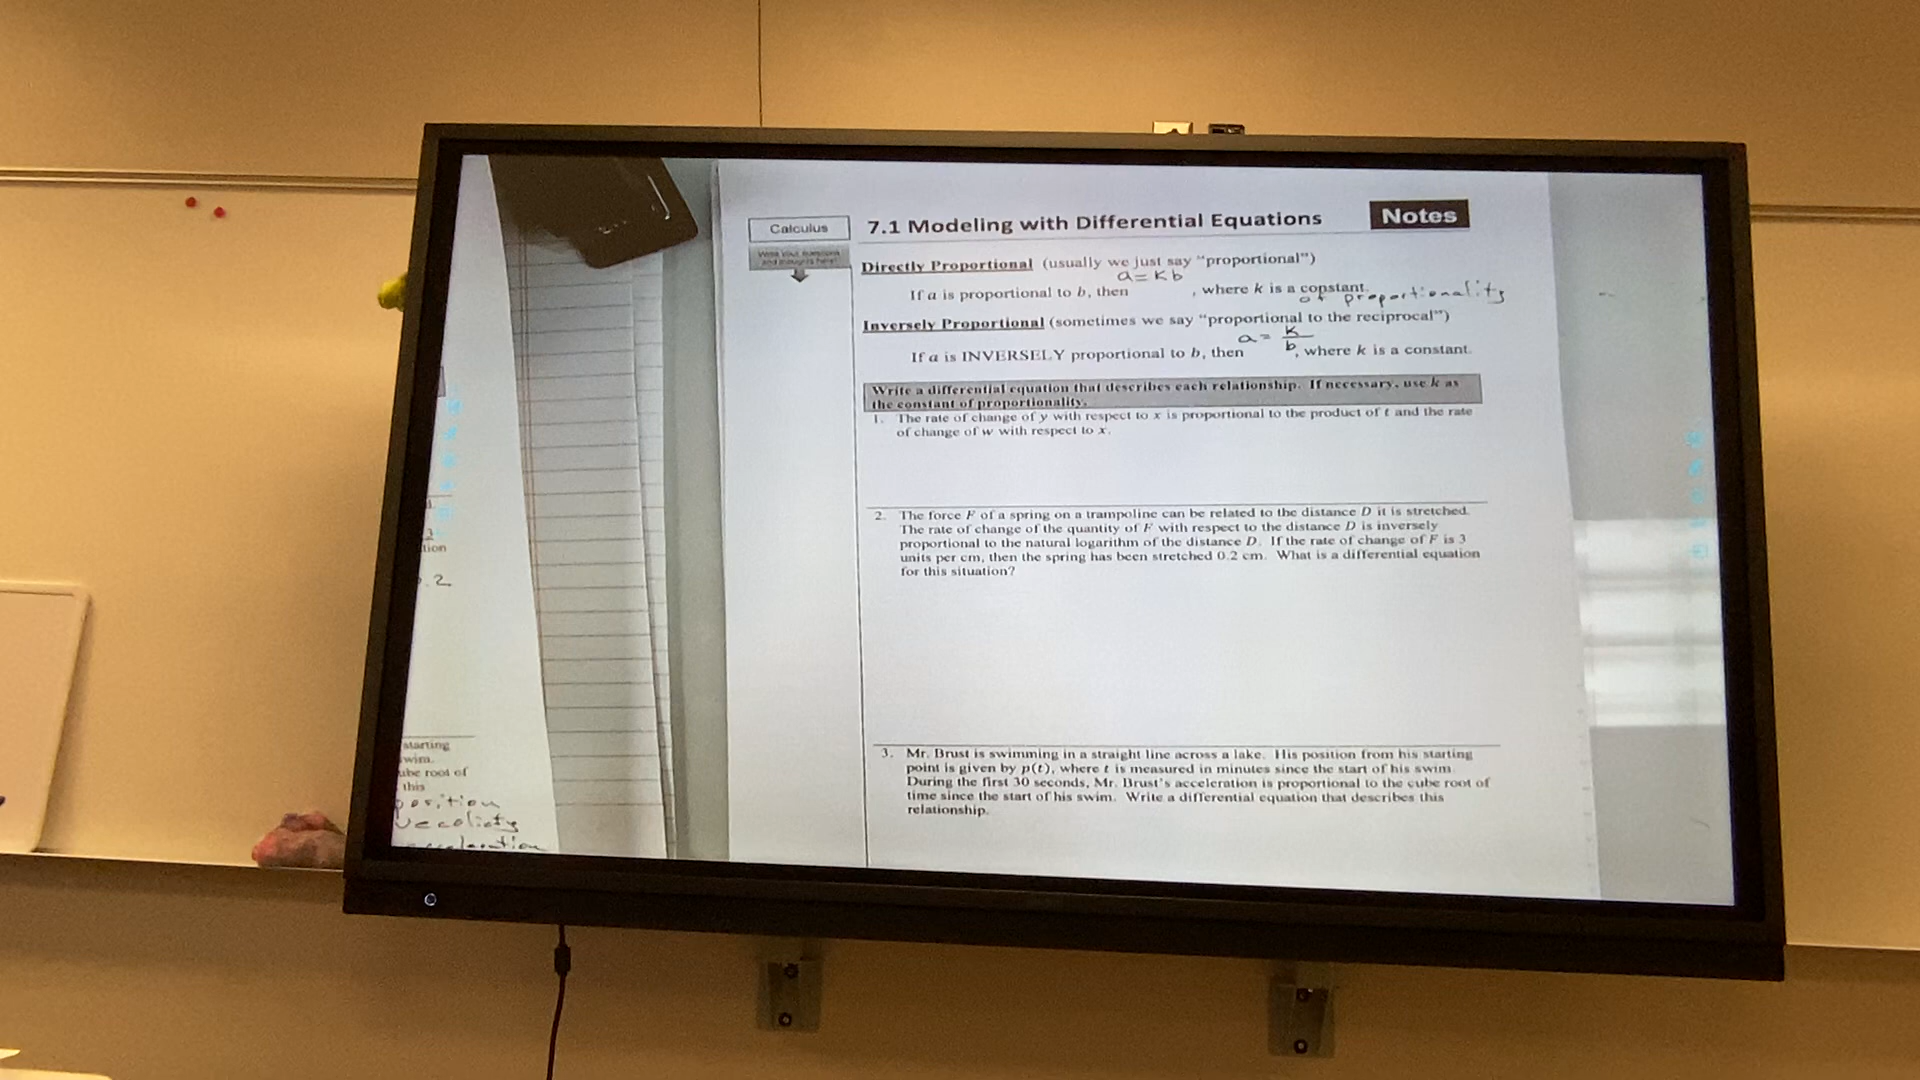 Calculus
7.1 Modeling with Differential Equations
Notes
Write your questions
and thoughts here!
Directly Proportional (usually we just say "proportional")
a = kb
If a is proportional to b, then , where k is a constant.
of proportionality
Inversely Proportional (sometimes we say "proportional to the reciprocal")
a = k/b
If a is INVERSELY proportional to b, then , where k is a constant.
Write a differential equation that describes each relationship. If necessary, use k as
the constant of proportionality.
1. The rate of change of y with respect to x is proportional to the product of t and the rate
of change of w with respect to x.
2. The force F of a spring on a trampoline can be related to the distance D it is stretched.
The rate of change of the quantity of F with respect to the distance D is inversely
proportional to the natural logarithm of the distance D. If the rate of change of F is 3
units per cm, then the spring has been stretched 0.2 cm. What is a differential equation
for this situation?
3. Mr. Brust is swimming in a straight line across a lake. His position from his starting
point is given by p(t), where t is measured in minutes since the start of his swim.
During the first 30 seconds, Mr. Brust's acceleration is proportional to the cube root of
time since the start of his swim. Write a differential equation that describes this
relationship.
3
tion
.2
starting
swim.
ube root of
this
position
Vecolicty